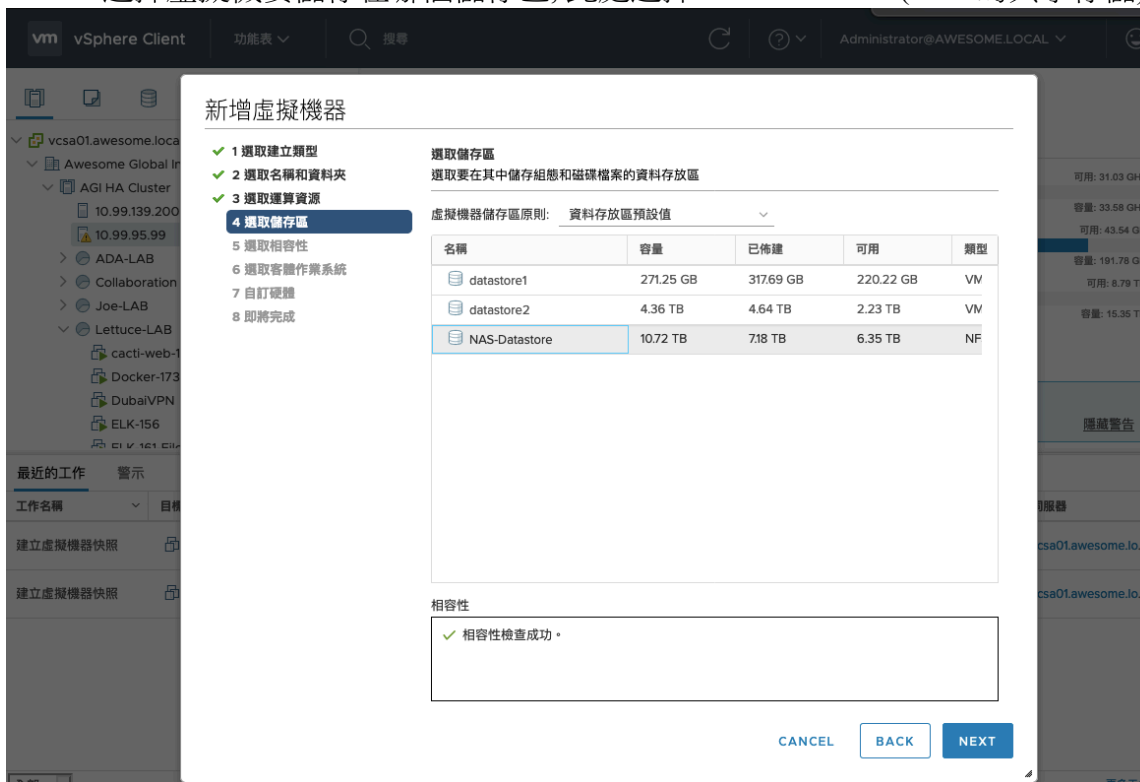 vm vSphere Client 功能表 搜尋 Administrator@AWESOME.LOCAL
vcsa01.awesome.loca
Awesome Global In
AGI HA Cluster
10.99.139.200
10.99.95.99
ADA-LAB
Collaboration
Joe-LAB
Lettuce-LAB
cacti-web-1
Docker-173
DubaiVPN
ELK-156
新增虛擬機器
1 選取建立類型
2 選取名稱和資料夾
3 選取運算資源
4 選取儲存區
5 選取相容性
6 選取客體作業系統
7 自訂硬體
8 即將完成
選取儲存區
選取要在其中儲存組態和磁碟檔案的資料存放區
虛擬機器儲存區原則: 資料存放區預設值
名稱 容量 已佈建 可用 類型
datastore1 271.25 GB 317.69 GB 220.22 GB VM
datastore2 4.36 TB 4.64 TB 2.23 TB VM
NAS-Datastore 10.72 TB 7.18 TB 6.35 TB NF
相容性
相容性檢查成功。
CANCEL BACK NEXT
可用: 31.03 GH
容量: 33.58 GH
可用: 43.54 G
容量: 191.78 G
可用: 8.79 T
容量: 15.35 T
隱藏警告
最近的工作 警示
工作名稱 目標
伺服器
建立虛擬機器快照
csa01.awesome.lo.
建立虛擬機器快照
csa01.awesome.lo.